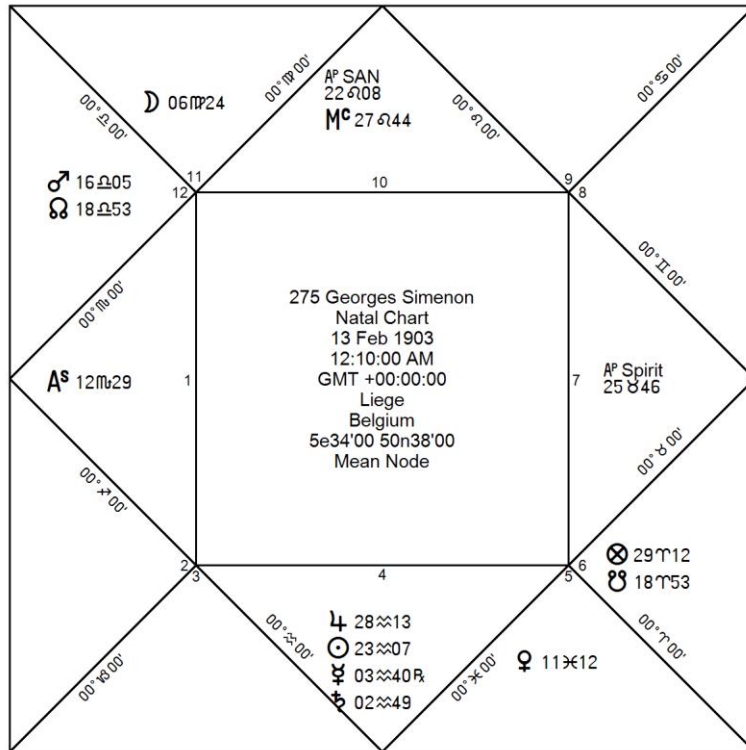 ☽ 06♍24
00°♍00'
AP SAN
22♌08
Mc 27♌44
00°♌00'
00°♋00'
00°♎00'
♂ 16♎05
☊ 18♎53
11
12
10
9
8
00°♏00'
00°♊00'
275 Georges Simenon
Natal Chart
13 Feb 1903
12:10:00 AM
GMT +00:00:00
Liege
Belgium
5e34'00 50n38'00
Mean Node
As 12♏29
1
7
AP Spirit
25♉46
00°♐00'
00°♉00'
2
3
4
5
6
⊗ 29♈12
☋ 18♈53
00°♑00'
00°♒00'
♃ 28♒13
☉ 23♒07
☿ 03♒40℞
♄ 02♒49
00°♓00'
♀ 11♓12
00°♈00'